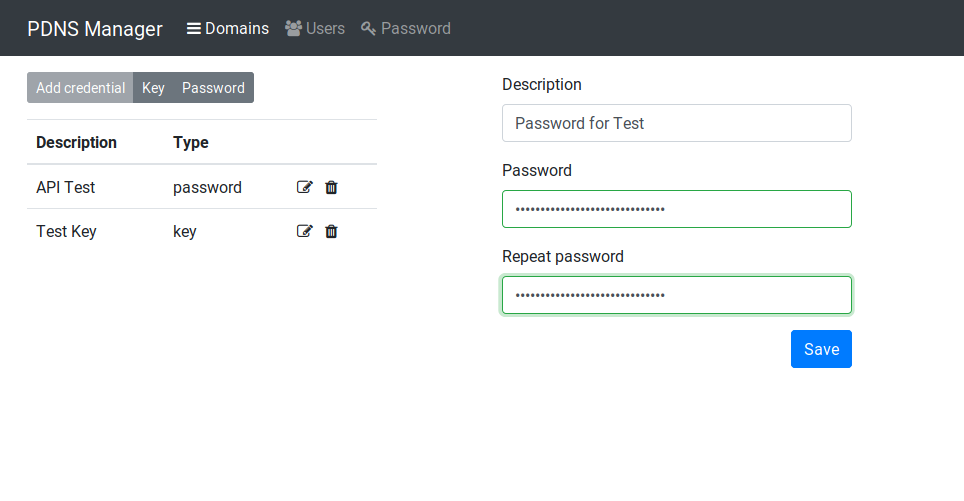 PDNS Manager Domains Users Password
Add credential Key Password
Description Type
API Test password
Test Key key
Description
Password for Test
Password
••••••••••••••••••••••••••••••
Repeat password
••••••••••••••••••••••••••••••
Save